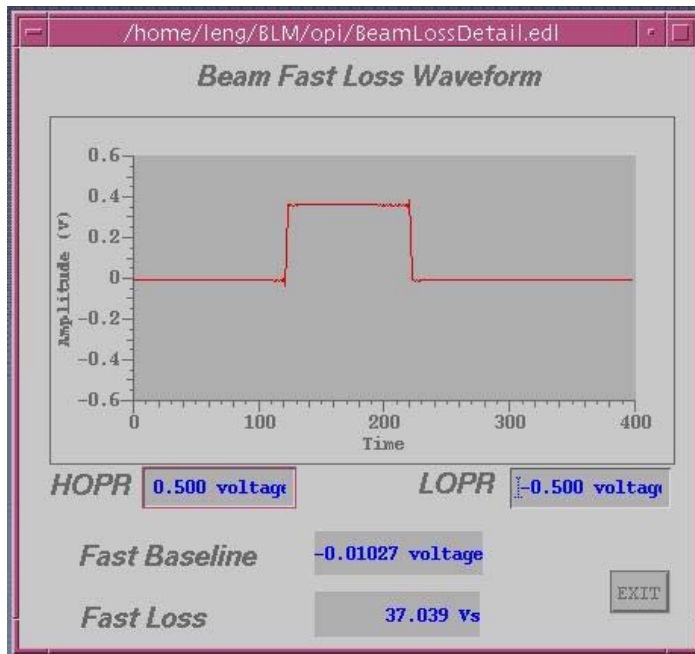 /home/leng/BLM/opi/BeamLossDetail.edl
Beam Fast Loss Waveform
0.6
0.4
0.2
0
-0.2
-0.4
-0.6
Amplitude (V)
0 100 200 300 400
Time
HOPR 0.500 voltage LOPR -0.500 voltage
Fast Baseline -0.01027 voltage
EXIT
Fast Loss 37.039 Vs